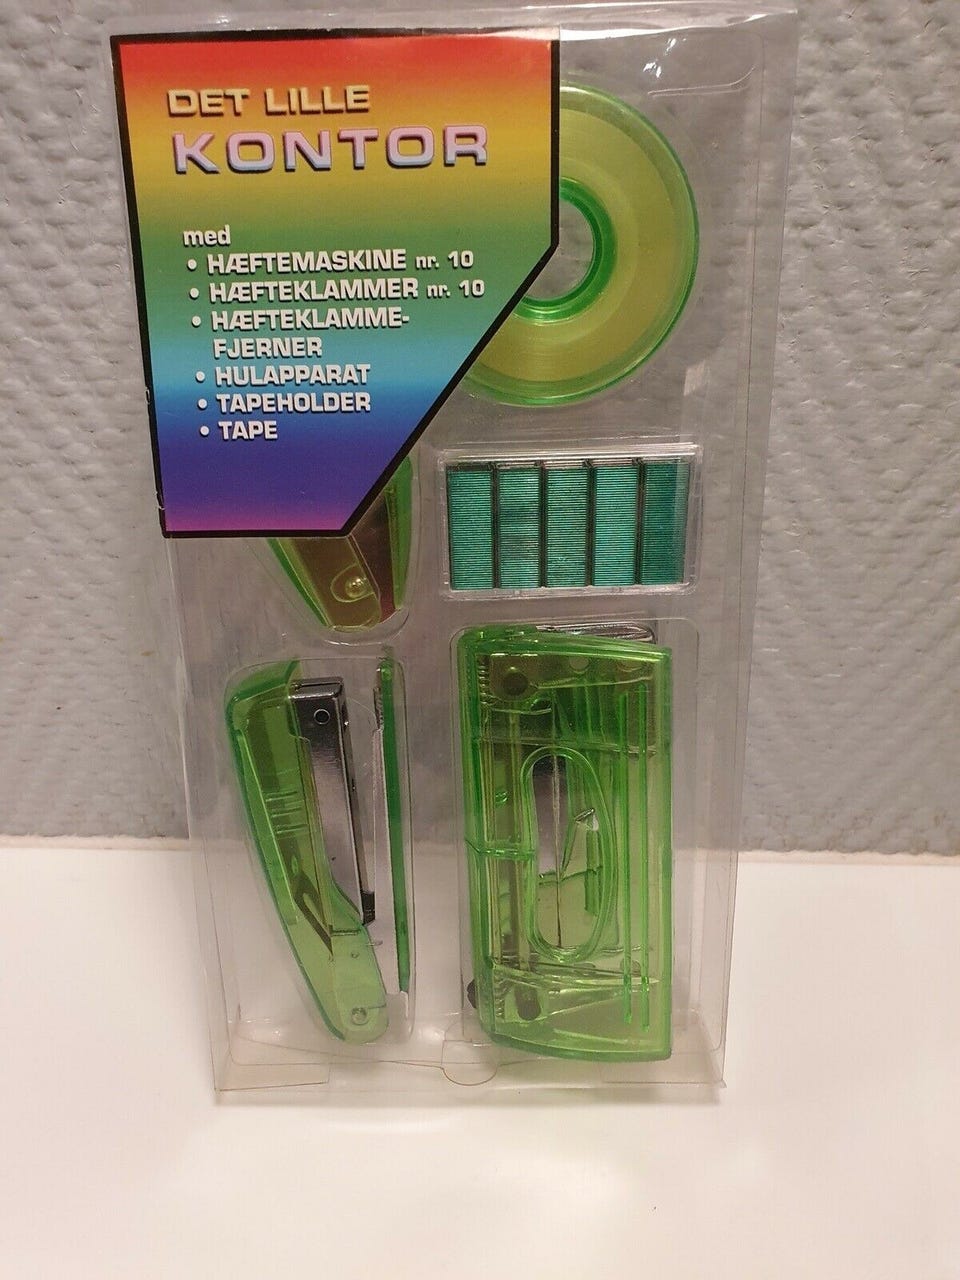 DET LILLE
KONTOR
med
• HÆFTEMASKINE nr. 10
• HÆFTEKLAMMER nr. 10
• HÆFTEKLAMME-
FJERNER
• HULAPPARAT
• TAPEHOLDER
• TAPE